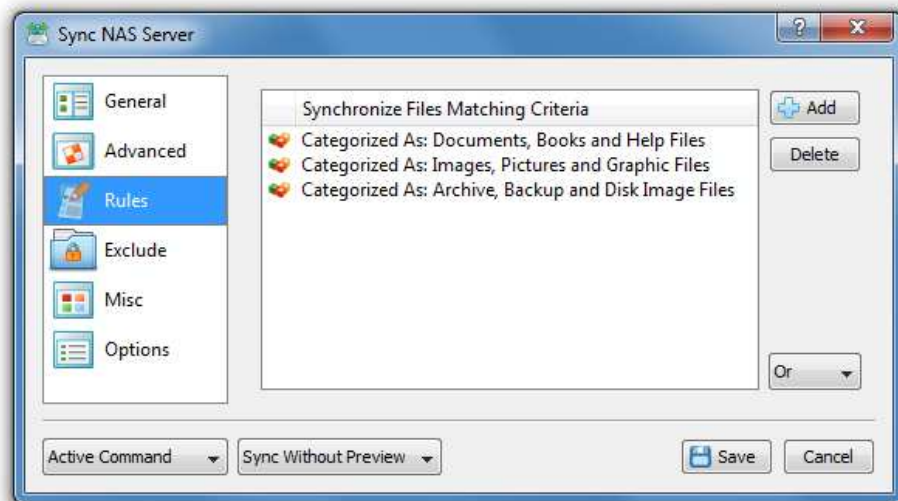 Sync NAS Server
General
Advanced
Rules
Exclude
Misc
Options
Synchronize Files Matching Criteria
Categorized As: Documents, Books and Help Files
Categorized As: Images, Pictures and Graphic Files
Categorized As: Archive, Backup and Disk Image Files
Add
Delete
Or
Active Command
Sync Without Preview
Save
Cancel